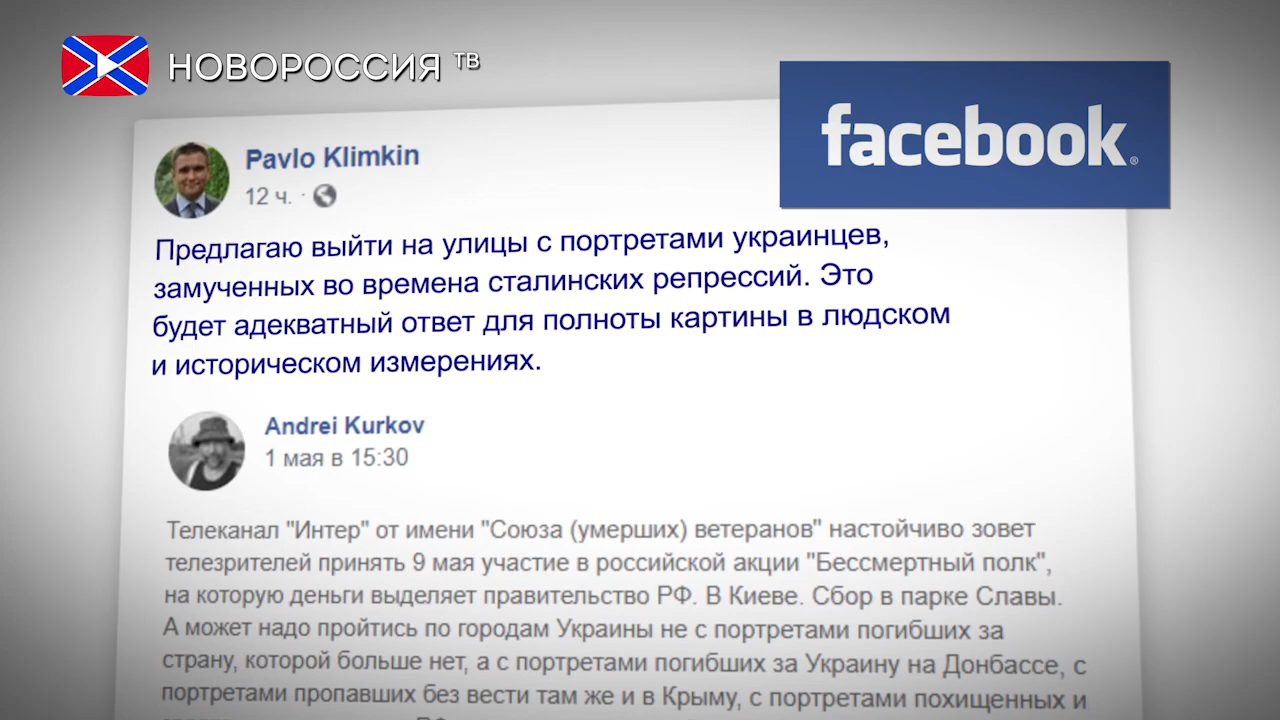 НОВОРОССИЯ ТВ
facebook
Pavlo Klimkin
12 ч. ·
Предлагаю выйти на улицы с портретами украинцев,
замученных во времена сталинских репрессий. Это
будет адекватный ответ для полноты картины в людском
и историческом измерениях.
Andrei Kurkov
1 мая в 15:30
Телеканал "Интер" от имени "Союза (умерших) ветеранов" настойчиво зовет
телезрителей принять 9 мая участие в российской акции "Бессмертный полк",
на которую деньги выделяет правительство РФ. В Киеве. Сбор в парке Славы.
А может надо пройтись по городам Украины не с портретами погибших за
страну, которой больше нет, а с портретами погибших за Украину на Донбассе, с
портретами пропавших без вести там же и в Крыму, с портретами похищенных и